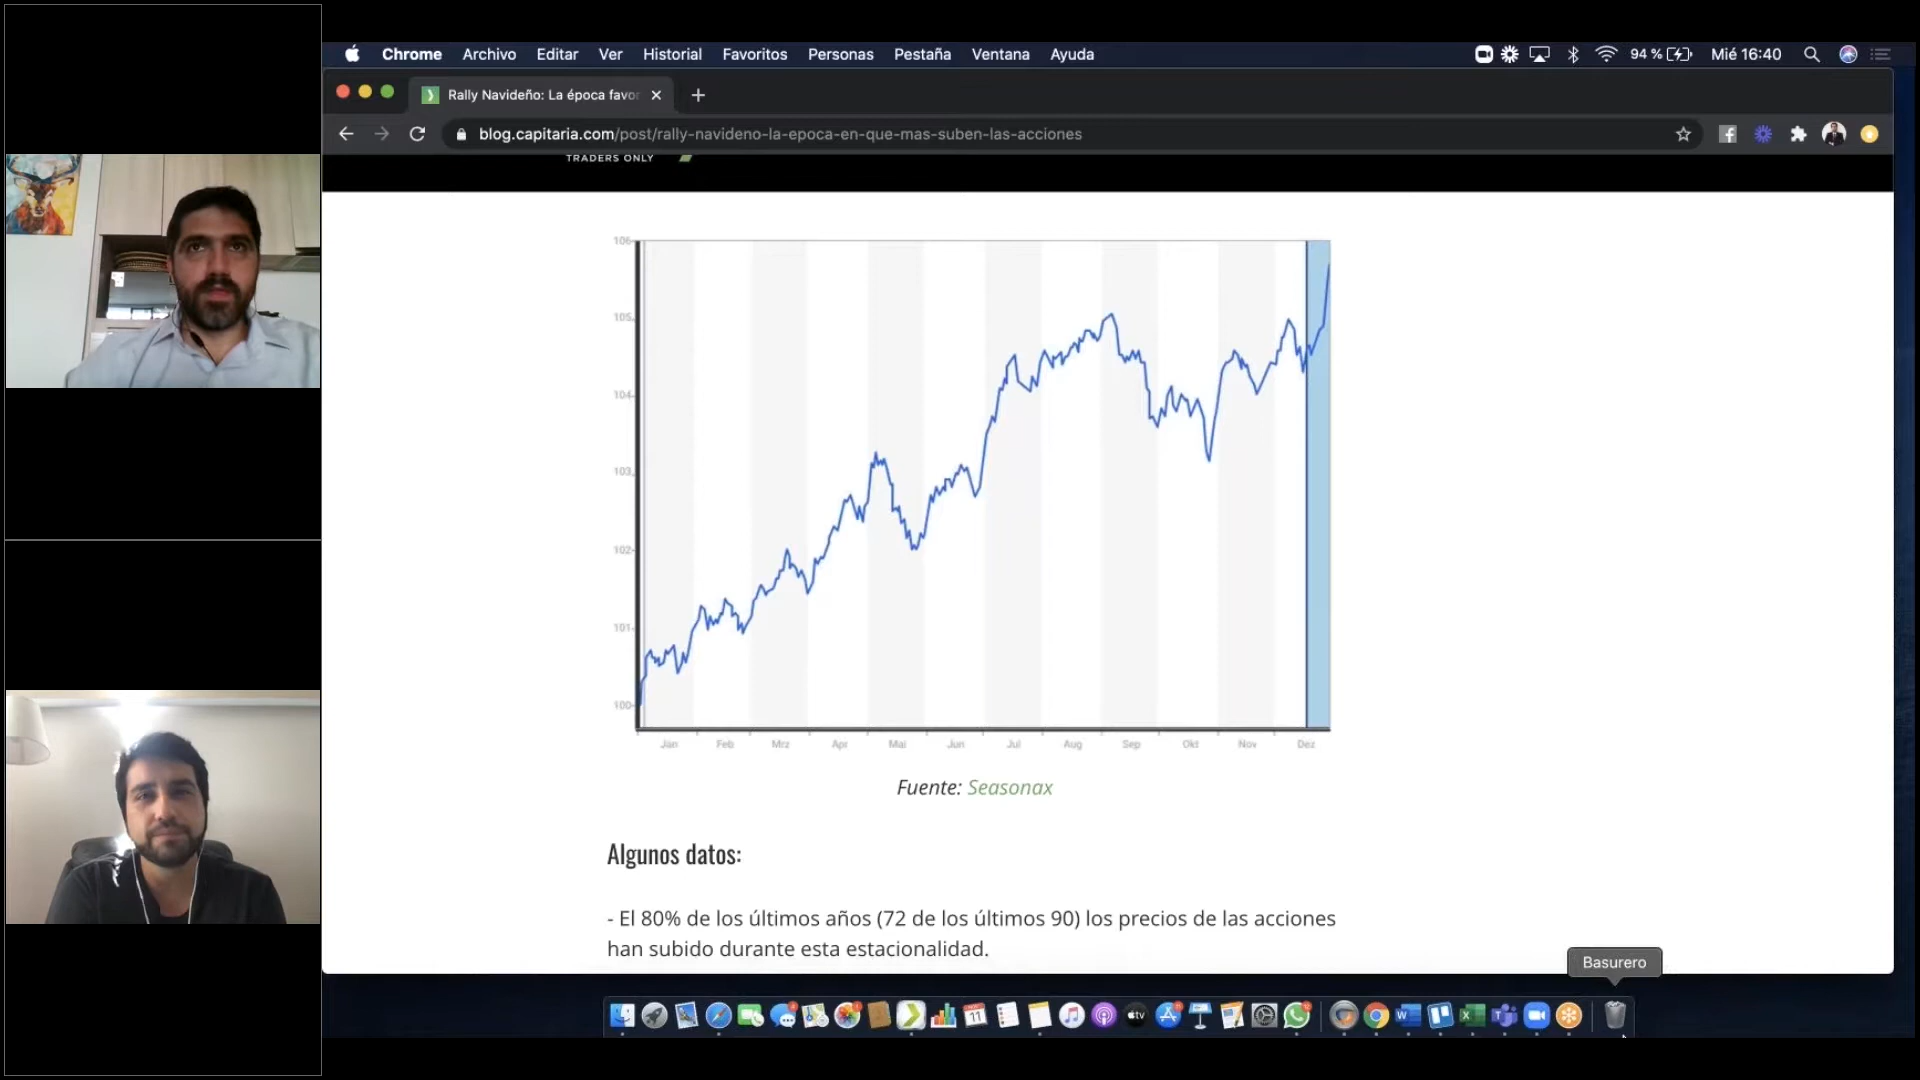 Chrome Archivo Editar Ver Historial Favoritos Personas Pestaña Ventana Ayuda 94 % Mié 16:40
Rally Navideño: La época favor
blog.capitaria.com/post/rally-navideno-la-epoca-en-que-mas-suben-las-acciones
TRADERS ONLY
106
105
104
103
102
101
100
Jan Feb Mrz Apr Mai Jun Jul Aug Sep Okt Nov Dez
Fuente: Seasonax
Algunos datos:
- El 80% de los últimos años (72 de los últimos 90) los precios de las acciones
han subido durante esta estacionalidad.
Basurero
11
tv